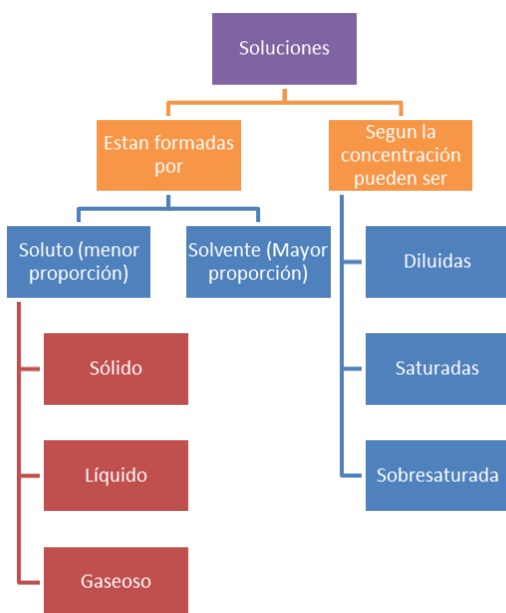 Soluciones
Estan formadas
por
Segun la
concentración
pueden ser
Soluto (menor
proporción)
Solvente (Mayor
proporción)
Diluidas
Sólido
Saturadas
Líquido
Sobresaturada
Gaseoso